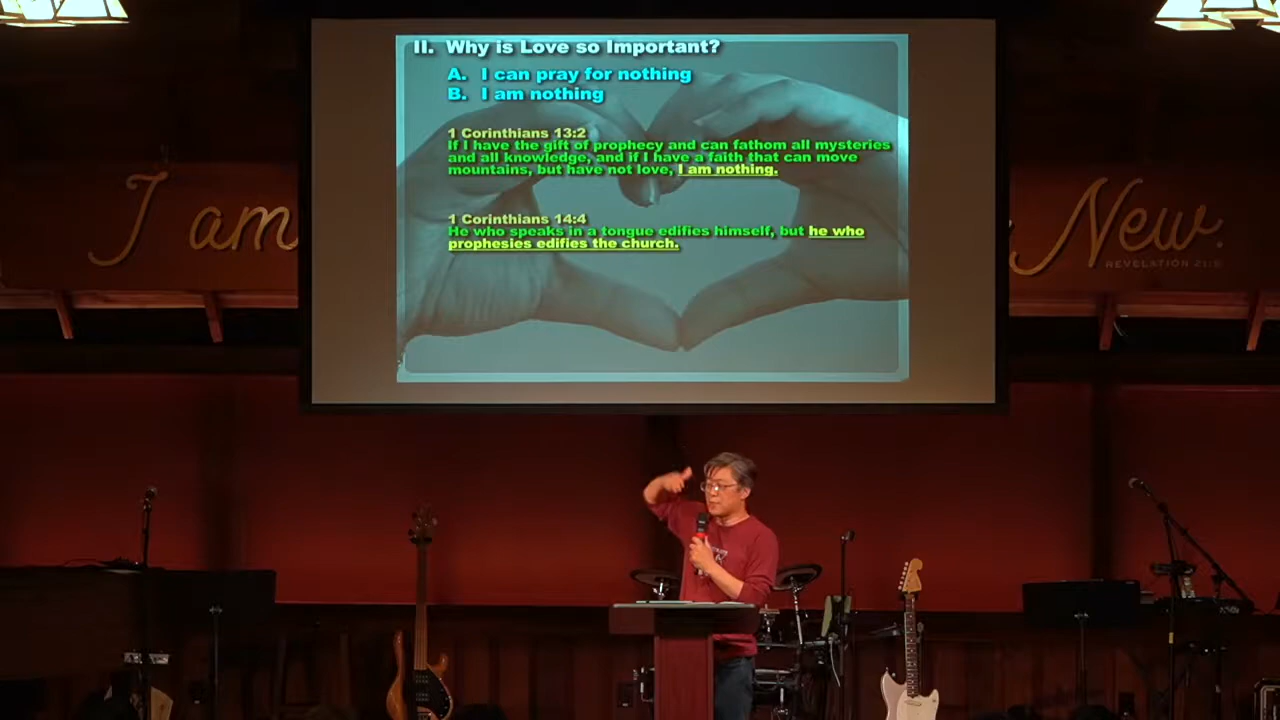 II. Why is Love so Important?
A. I can pray for nothing
B. I am nothing
1 Corinthians 13:2
If I have the gift of prophecy and can fathom all mysteries
and all knowledge, and if I have a faith that can move
mountains, but have not love, I am nothing.
1 Corinthians 14:4
He who speaks in a tongue edifies himself, but he who
prophesies edifies the church.
I am
New.
REVELATION 21:5